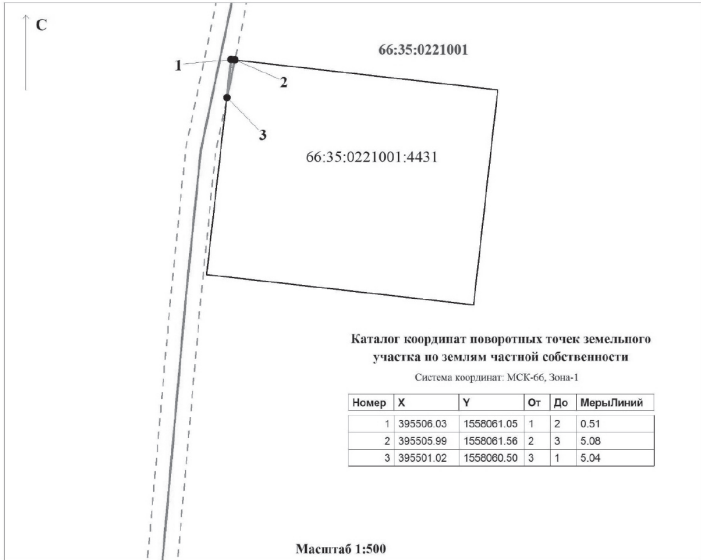 С
66:35:0221001
1
2
3
66:35:0221001:4431
Каталог координат поворотных точек земельного
участка по землям частной собственности
Система координат: МСК-66, Зона-1
Номер X Y От До МерыЛиний
1 395506.03 1558061.05 1 2 0.51
2 395505.99 1558061.56 2 3 5.08
3 395501.02 1558060.50 3 1 5.04
Масштаб 1:500